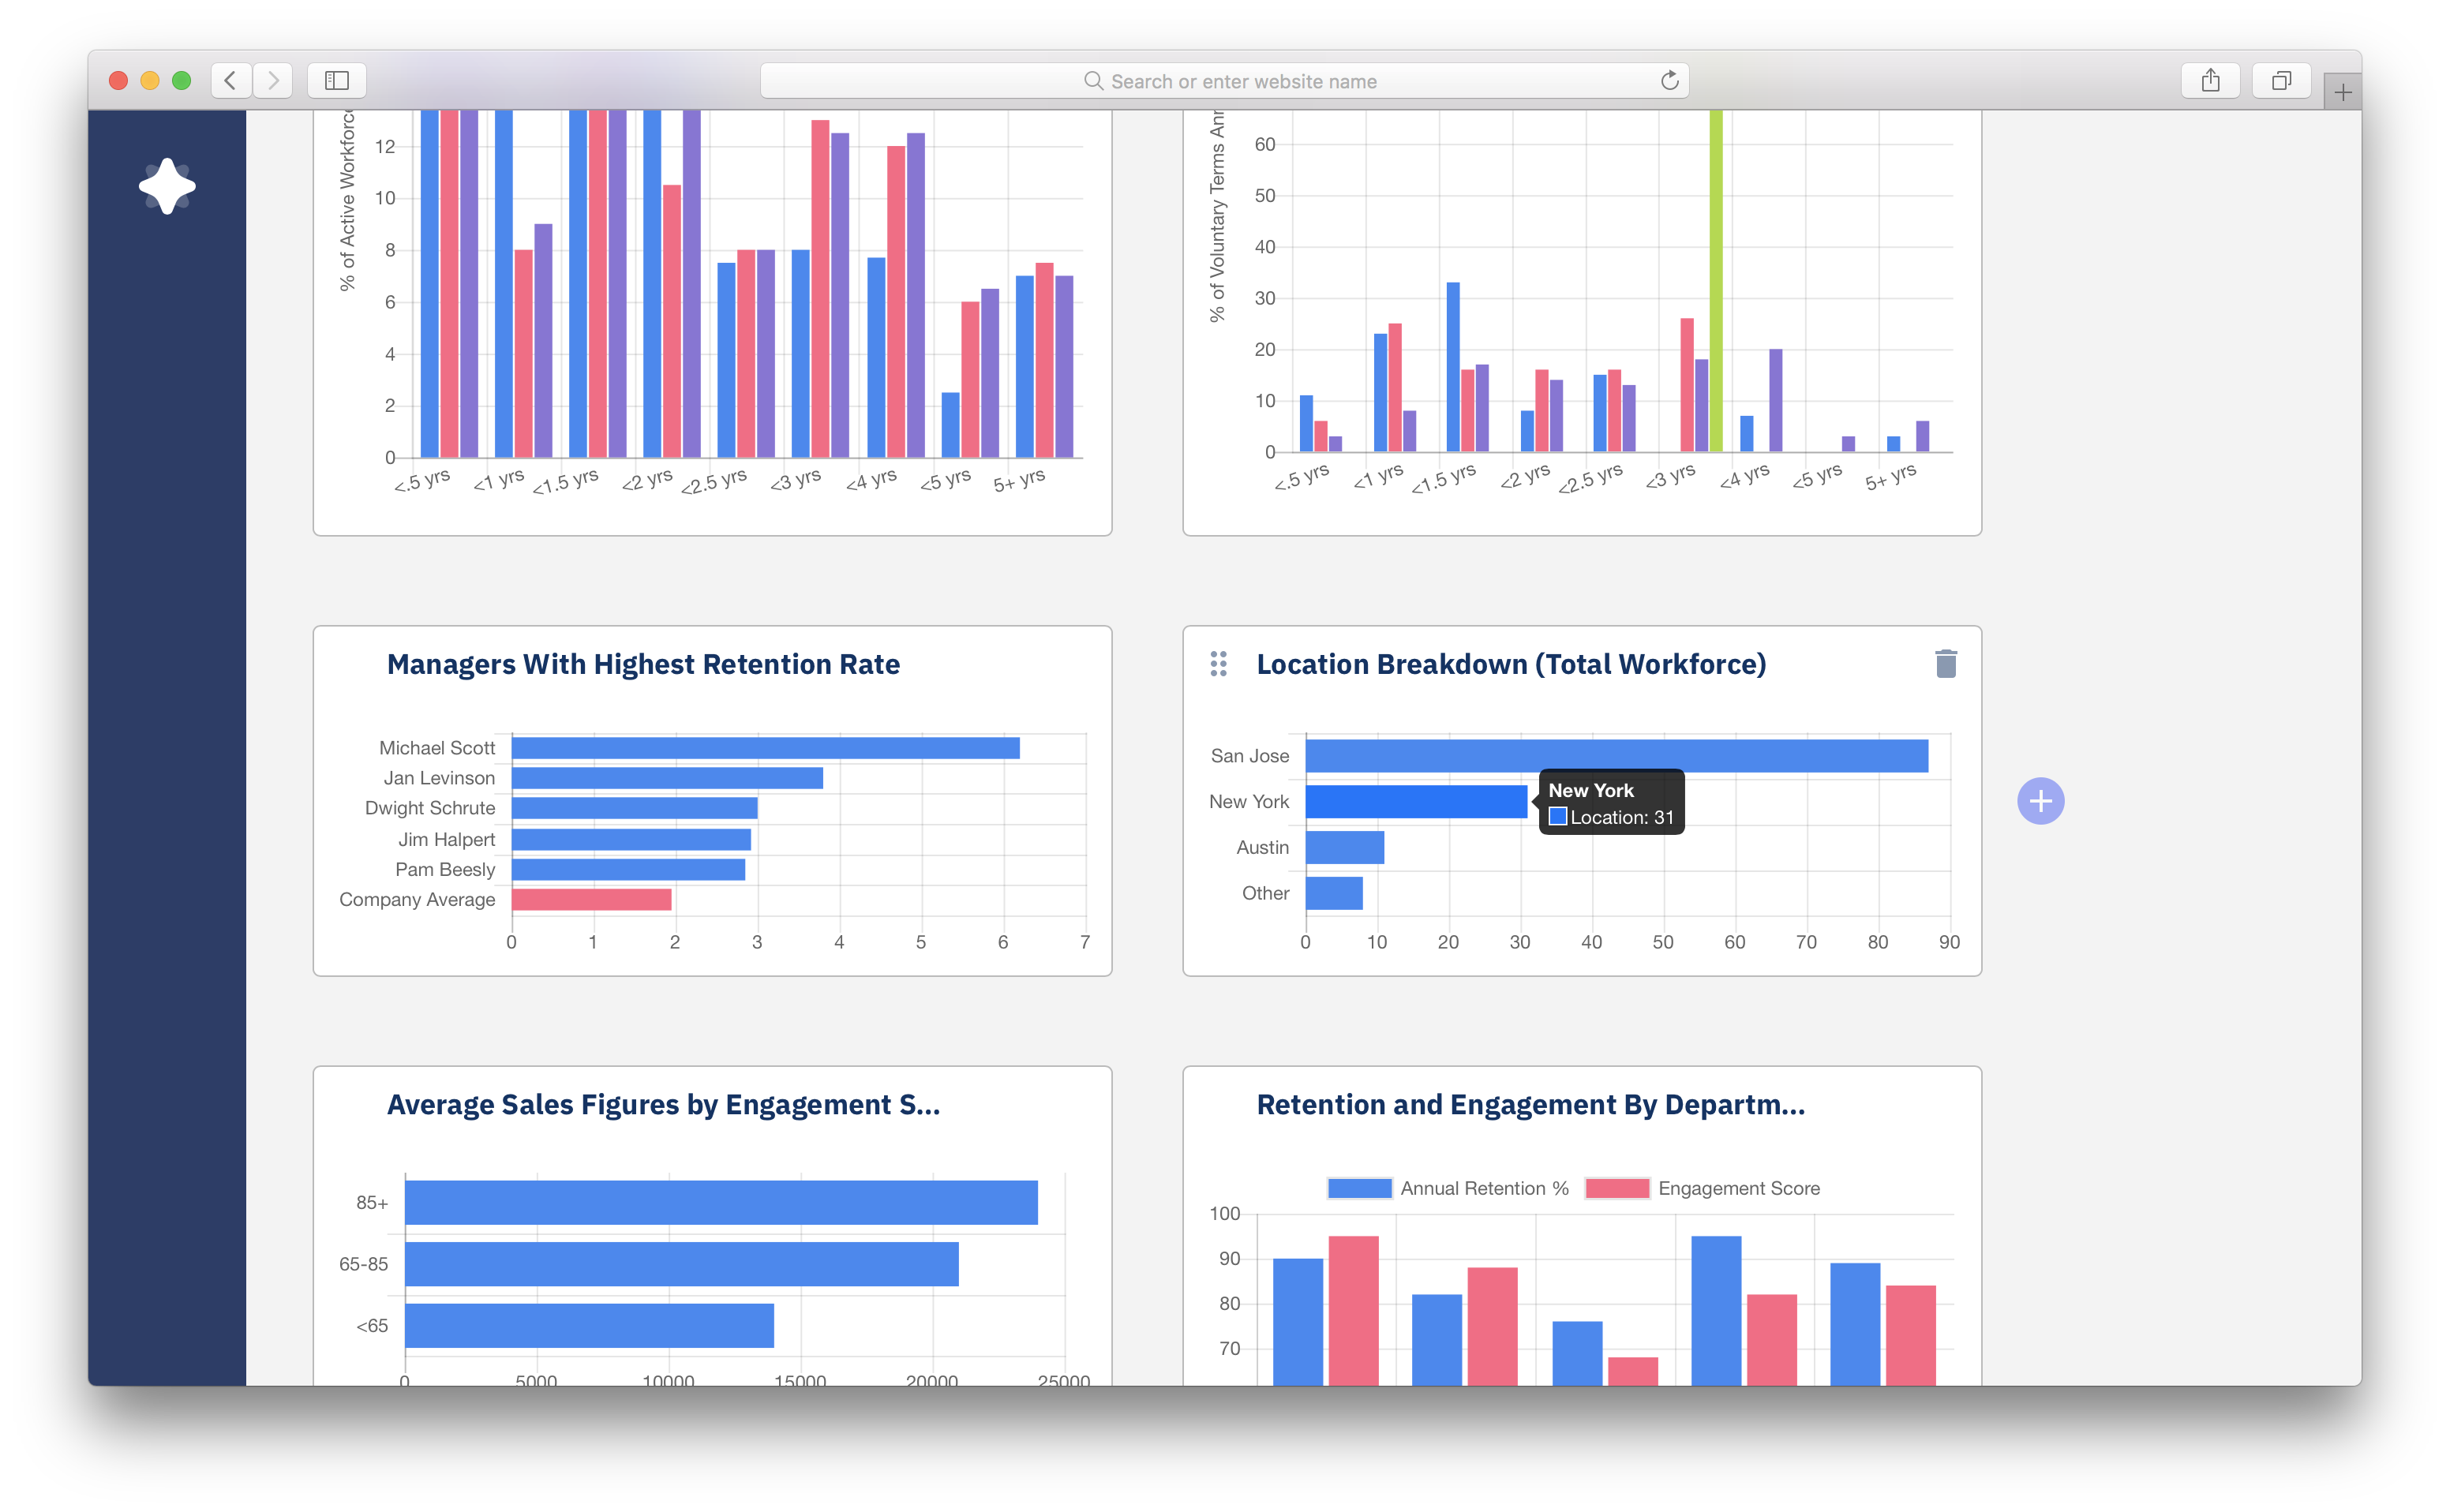 Search or enter website name
% of Active Workforce
12
10
8
6
4
2
0
<.5 yrs <1 yrs <1.5 yrs <2 yrs <2.5 yrs <3 yrs <4 yrs <5 yrs 5+ yrs
% of Voluntary Terms
60
50
40
30
20
10
0
<.5 yrs <1 yrs <1.5 yrs <2 yrs <2.5 yrs <3 yrs <4 yrs <5 yrs 5+ yrs
Managers With Highest Retention Rate
Michael Scott
Jan Levinson
Dwight Schrute
Jim Halpert
Pam Beesly
Company Average
0 1 2 3 4 5 6 7
Location Breakdown (Total Workforce)
San Jose
New York
Austin
Other
New York
Location: 31
0 10 20 30 40 50 60 70 80 90
Average Sales Figures by Engagement S...
85+
65-85
<65
0 5000 10000 15000 20000 25000
Retention and Engagement By Departm...
Annual Retention % Engagement Score
100
90
80
70